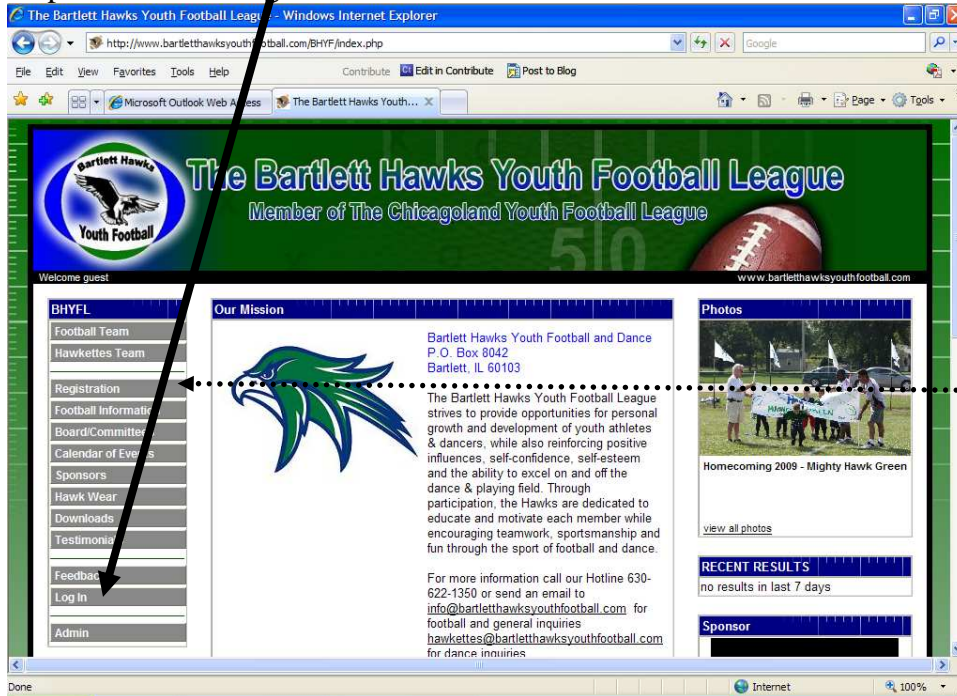 The Bartlett Hawks Youth Football League - Windows Internet Explorer
http://www.bartletthawksyouthfootball.com/BHYF/index.php
Google
File Edit View Favorites Tools Help
Contribute Edit in Contribute Post to Blog
Microsoft Outlook Web Access
The Bartlett Hawks Youth...
Page Tools
Bartlett Hawks
Youth Football
The Bartlett Hawks Youth Football League
Member of The Chicagoland Youth Football League
50
Welcome guest
www.bartletthawksyouthfootball.com
BHYFL
Football Team
Hawkettes Team
Registration
Football Information
Board/Committees
Calendar of Events
Sponsors
Hawk Wear
Downloads
Testimonials
Feedback
Log In
Admin
Our Mission
Bartlett Hawks Youth Football and Dance
P.O. Box 8042
Bartlett, IL 60103
The Bartlett Hawks Youth Football League
strives to provide opportunities for personal
growth and development of youth athletes
& dancers, while also reinforcing positive
influences, self-confidence, self-esteem
and the ability to excel on and off the
dance & playing field. Through
participation, the Hawks are dedicated to
educate and motivate each member while
encouraging teamwork, sportsmanship and
fun through the sport of football and dance.
For more information call our Hotline 630-
622-1350 or send an email to
info@bartletthawksyouthfootball.com for
football and general inquiries
hawkettes@bartletthawksyouthfootball.com
for dance inquiries
Photos
Homecoming 2009 - Mighty Hawk Green
view all photos
RECENT RESULTS
no results in last 7 days
Sponsor
Done
Internet
100%